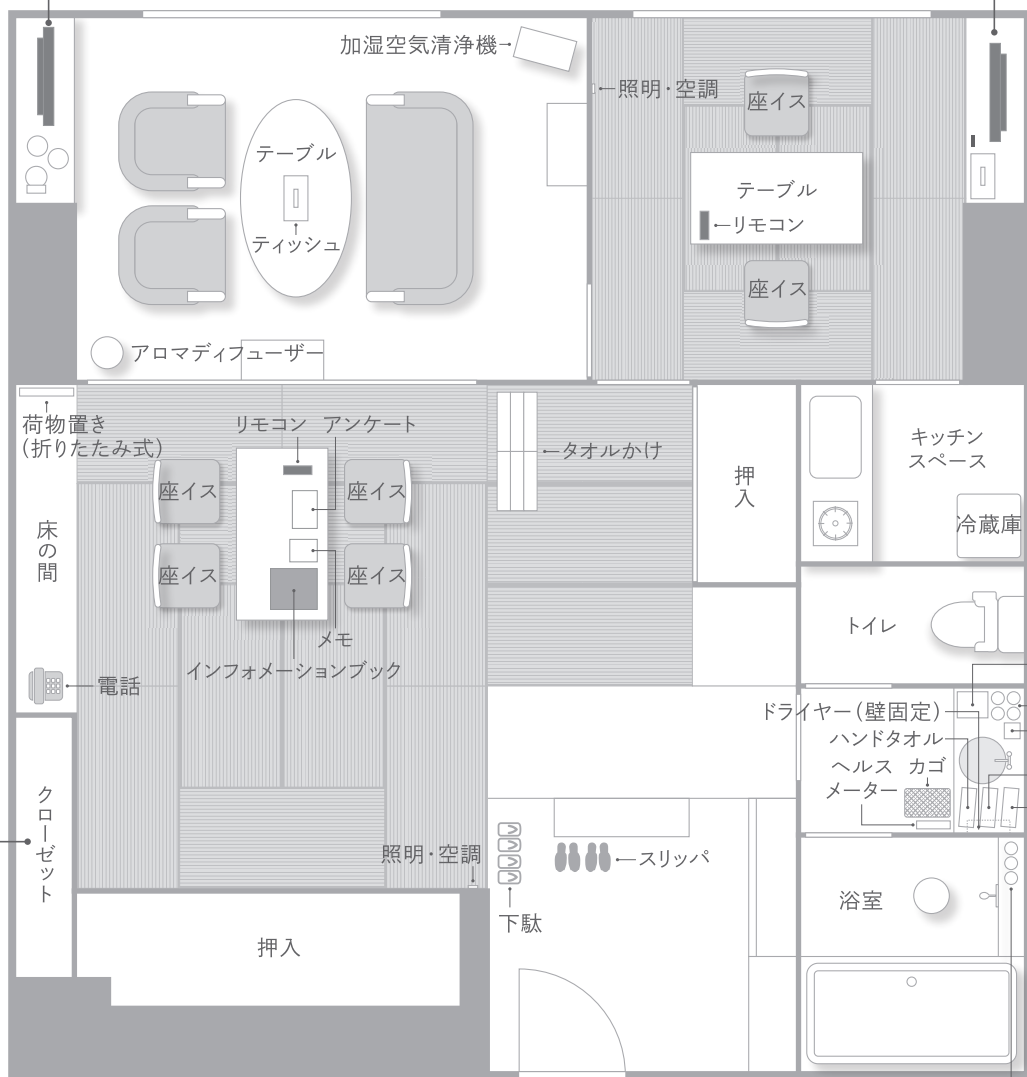 加湿空気清浄機
照明・空調
座イス
テーブル
ティッシュ
テーブル
リモコン
座イス
アロマディフューザー
荷物置き
(折りたたみ式)
リモコン
アンケート
タオルかけ
押入
キッチン
スペース
冷蔵庫
座イス
座イス
床の間
座イス
座イス
メモ
インフォメーションブック
トイレ
電話
ドライヤー(壁固定)
ハンドタオル
ヘルス
メーター
カゴ
クローゼット
照明・空調
スリッパ
下駄
浴室
押入